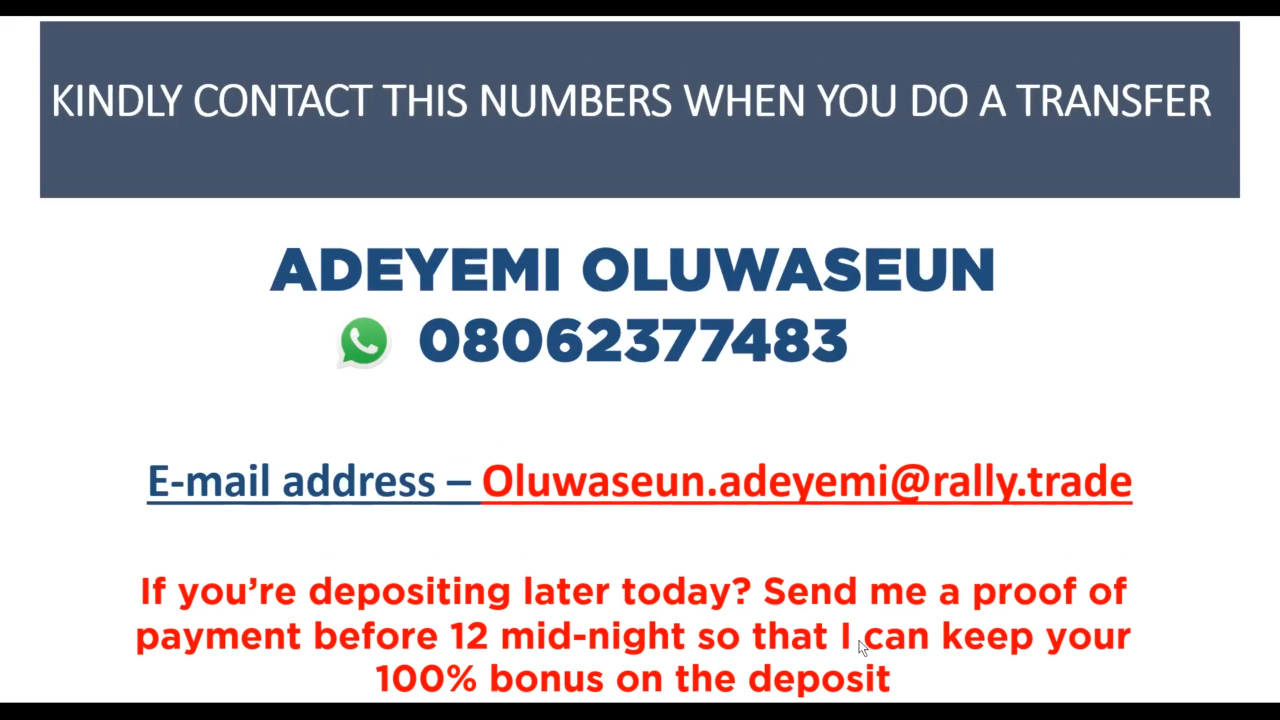 KINDLY CONTACT THIS NUMBERS WHEN YOU DO A TRANSFER
ADEYEMI OLUWASEUN
08062377483
E-mail address – Oluwaseun.adeyemi@rally.trade
If you’re depositing later today? Send me a proof of
payment before 12 mid-night so that I can keep your
100% bonus on the deposit